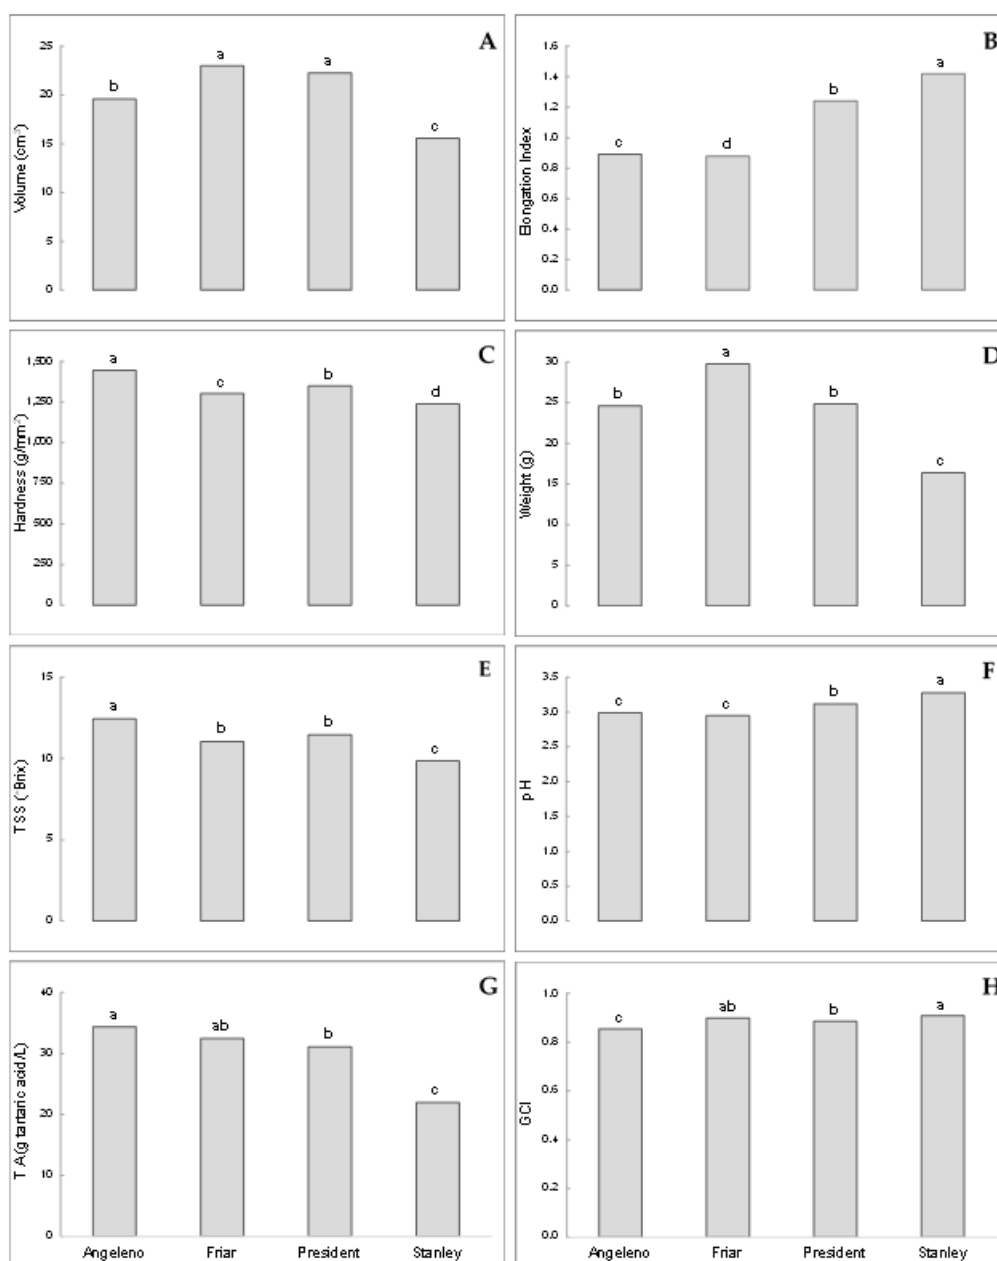 A
25
20
15
10
5
0
Volume (cm³)
b
a
a
c
B
1.6
1.4
1.2
1.0
0.8
0.6
0.4
0.2
0.0
Elongation Index
c
d
b
a
C
1,500
1,250
1,000
750
500
250
0
Hardness (g/mm²)
a
c
b
d
D
30
25
20
15
10
5
0
Weight (g)
b
a
b
c
E
15
10
5
0
TSS (°Brix)
a
b
b
c
F
3.5
3.0
2.5
2.0
1.5
1.0
0.5
0.0
pH
c
c
b
a
G
40
30
20
10
0
TA (g tartaric acid/L)
a
ab
b
c
Angeleno Friar President Stanley
H
1.0
0.8
0.6
0.4
0.2
0.0
GCI
c
ab
b
a
Angeleno Friar President Stanley